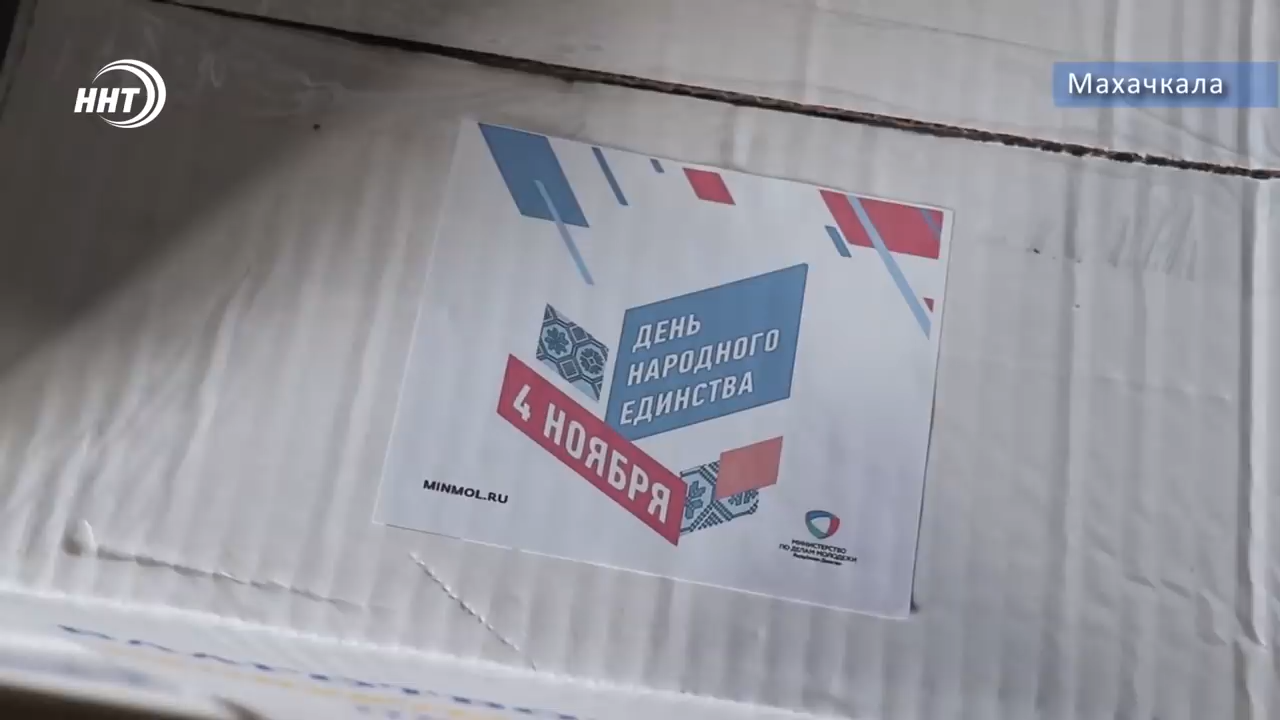 ННТ
Махачкала
ДЕНЬ
НАРОДНОГО
ЕДИНСТВА
4 НОЯБРЯ
MINMOL.RU
МИНИСТЕРСТВО
ПО ДЕЛАМ МОЛОДЕЖИ